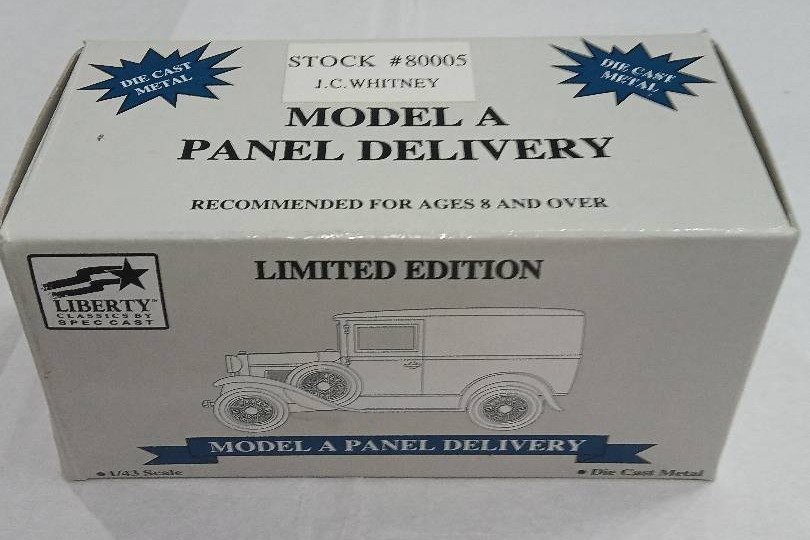 DIE CAST
METAL
STOCK #80005
J.C.WHITNEY
DIE CAST
METAL!
MODEL A
PANEL DELIVERY
RECOMMENDED FOR AGES 8 AND OVER
LIMITED EDITION
LIBERTY™
CLASSICS BY
SPEC CAST
MODEL A PANEL DELIVERY
• 1/43 Scale
• Die Cast Metal